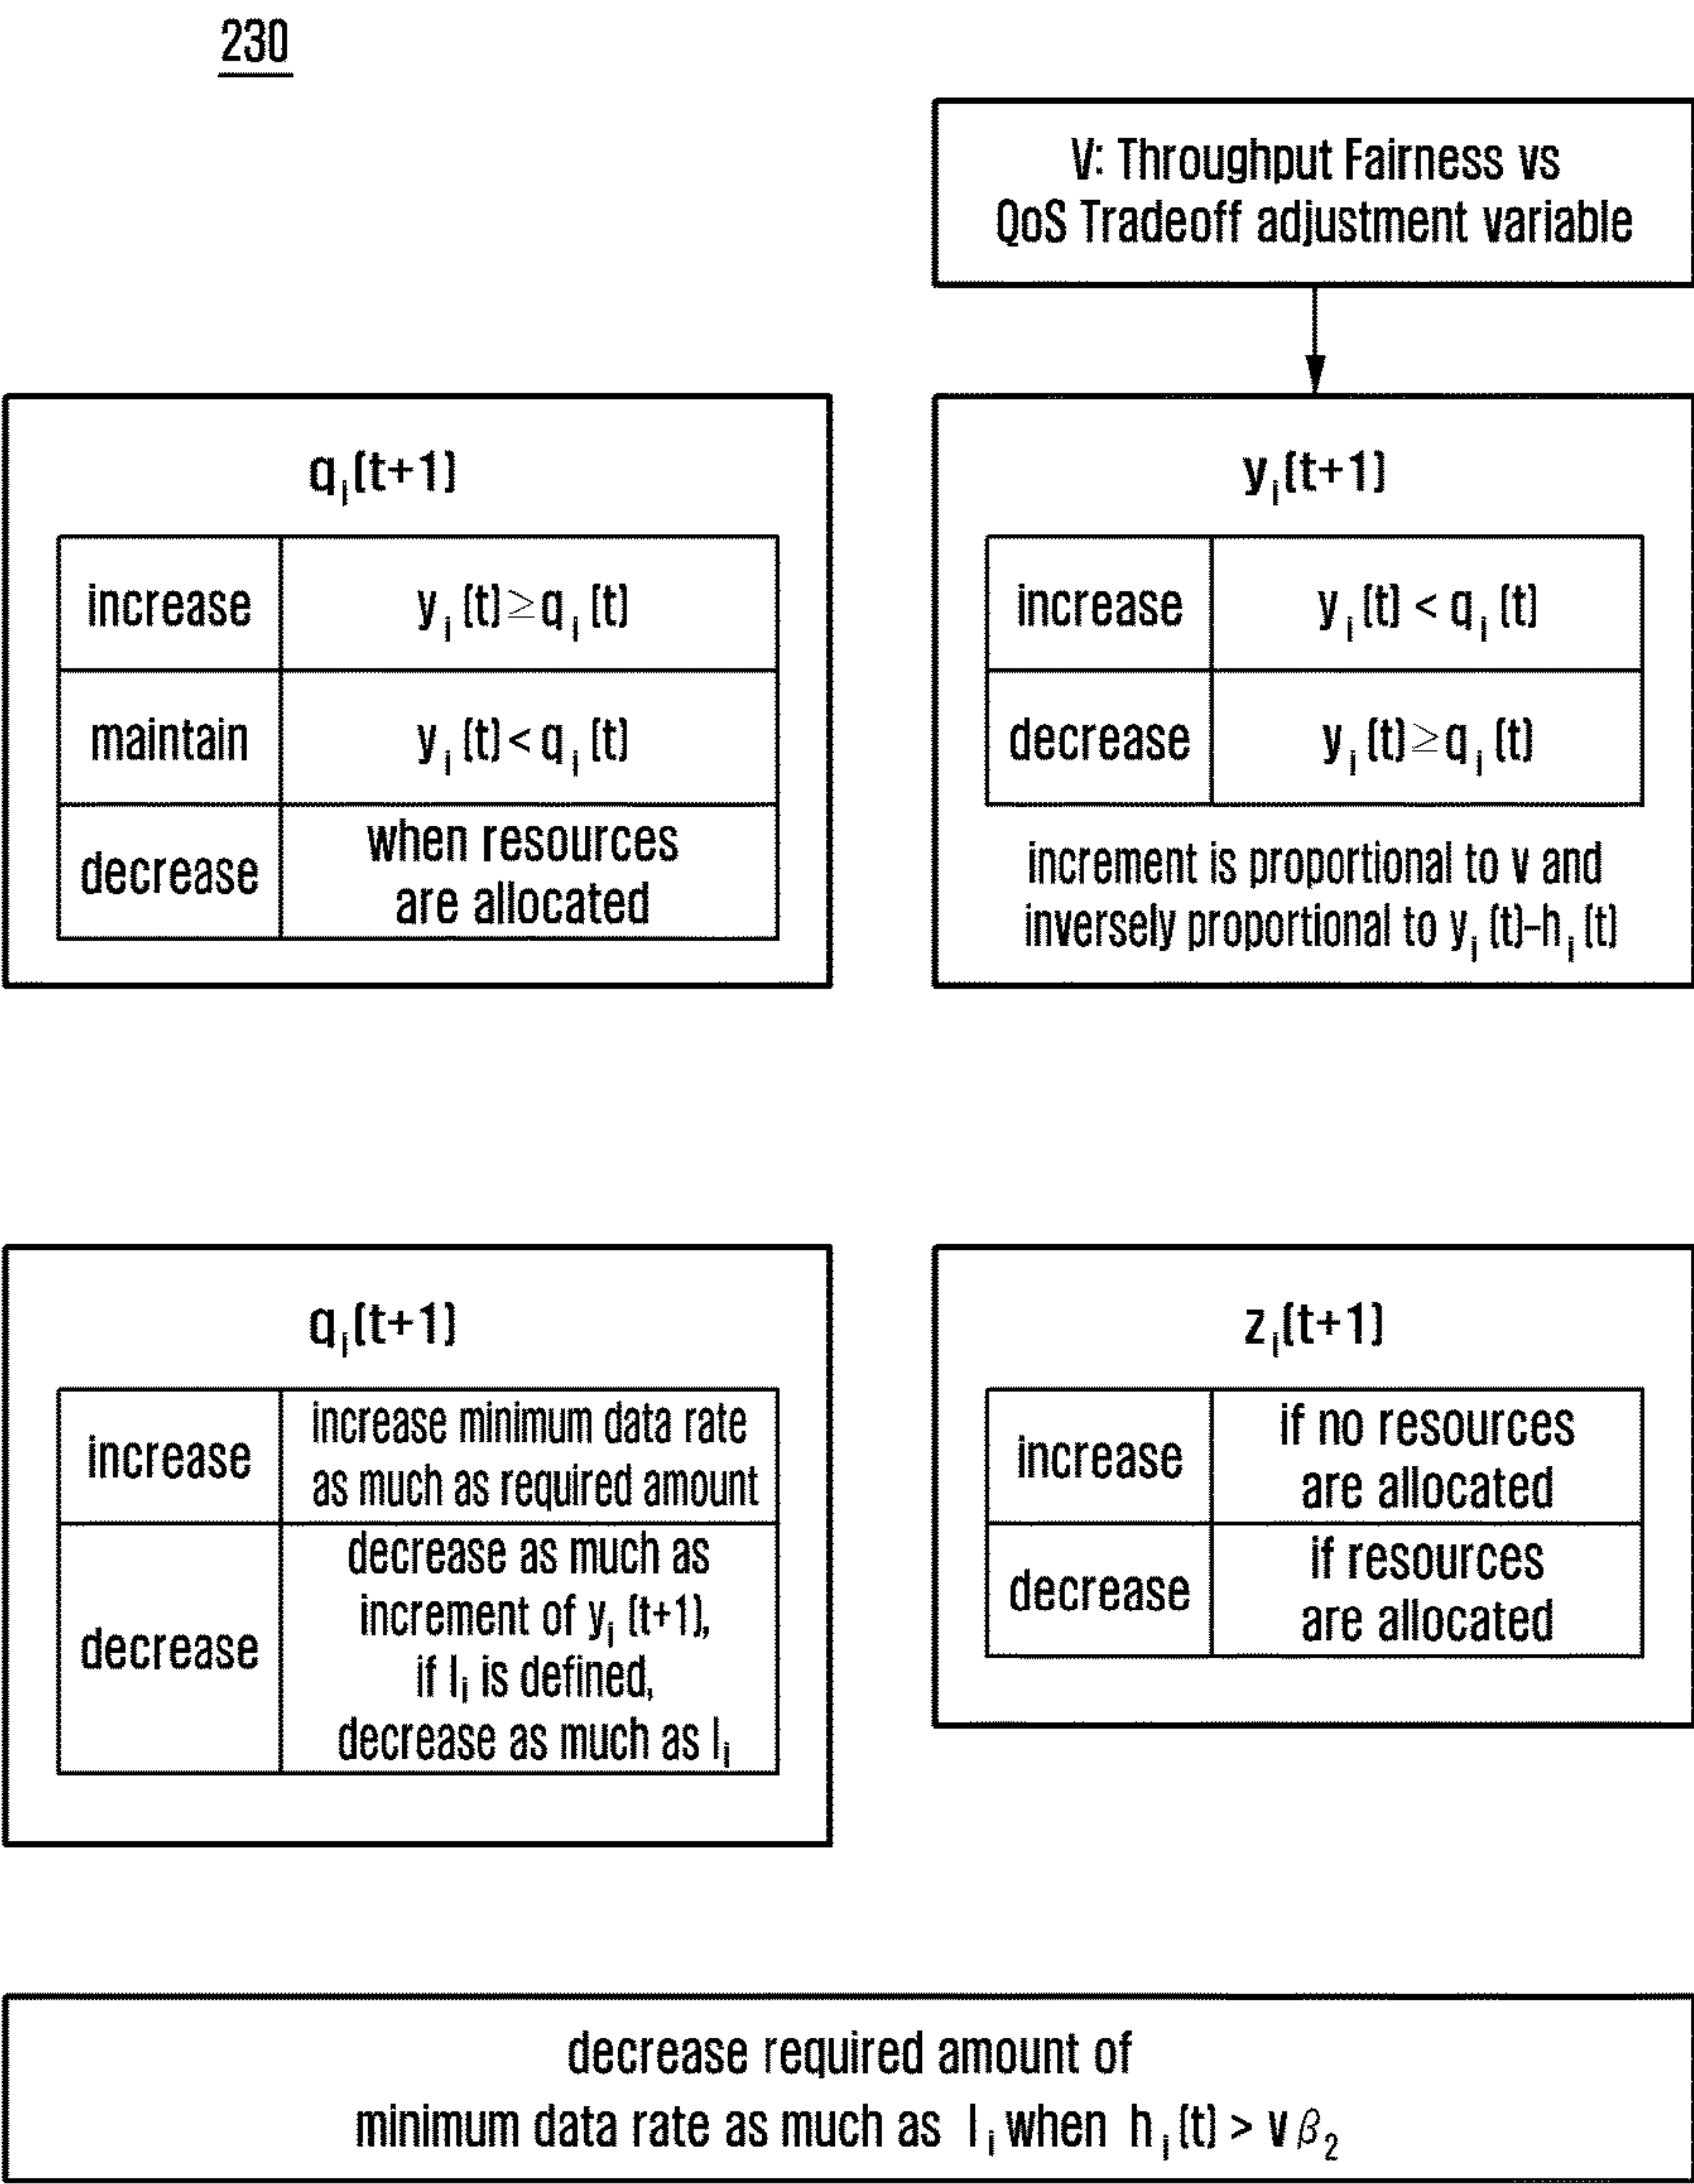 230
V: Throughput Fairness vs
QoS Tradeoff adjustment variable
qᵢ(t+1)
increase yᵢ(t)≥qᵢ(t)
maintain yᵢ(t)<qᵢ(t)
decrease when resources
are allocated
yᵢ(t+1)
increase yᵢ(t) < qᵢ(t)
decrease yᵢ(t)≥qᵢ(t)
increment is proportional to v and
inversely proportional to yᵢ(t)-hᵢ(t)
qᵢ(t+1)
increase increase minimum data rate
as much as required amount
decrease decrease as much as
increment of yᵢ(t+1),
if lᵢ is defined,
decrease as much as lᵢ
zᵢ(t+1)
increase if no resources
are allocated
decrease if resources
are allocated
decrease required amount of
minimum data rate as much as lᵢ when hᵢ(t) > vβ₂